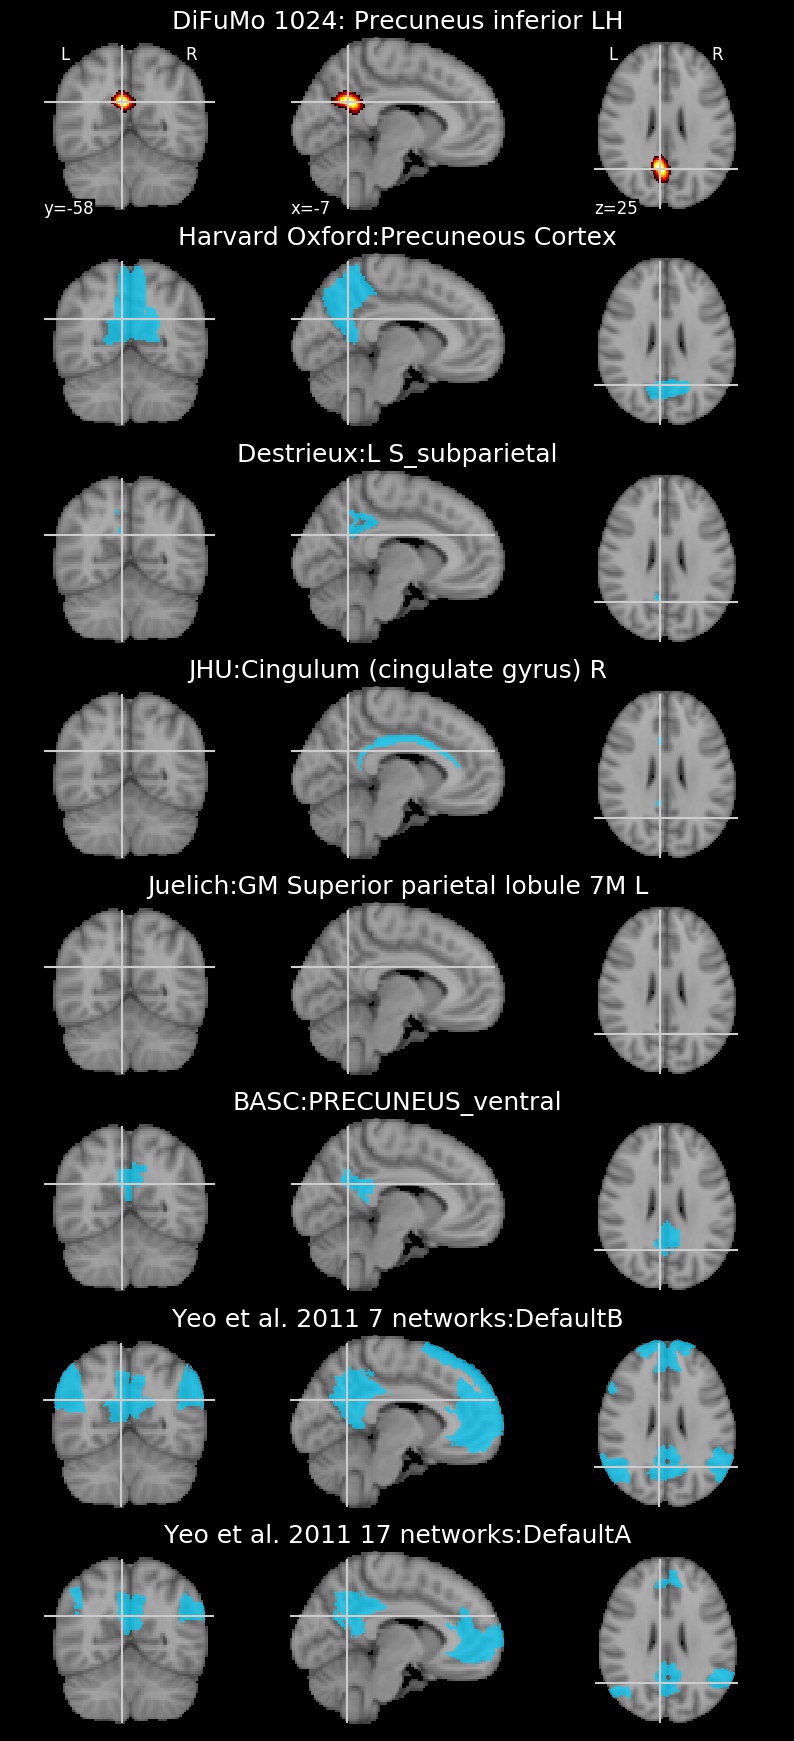 DiFuMo 1024: Precuneus inferior LH
L R L R
y=-58 x=-7 z=25
Harvard Oxford:Precuneous Cortex
Destrieux:L S_subparietal
JHU:Cingulum (cingulate gyrus) R
Juelich:GM Superior parietal lobule 7M L
BASC:PRECUNEUS_ventral
Yeo et al. 2011 7 networks:DefaultB
Yeo et al. 2011 17 networks:DefaultA